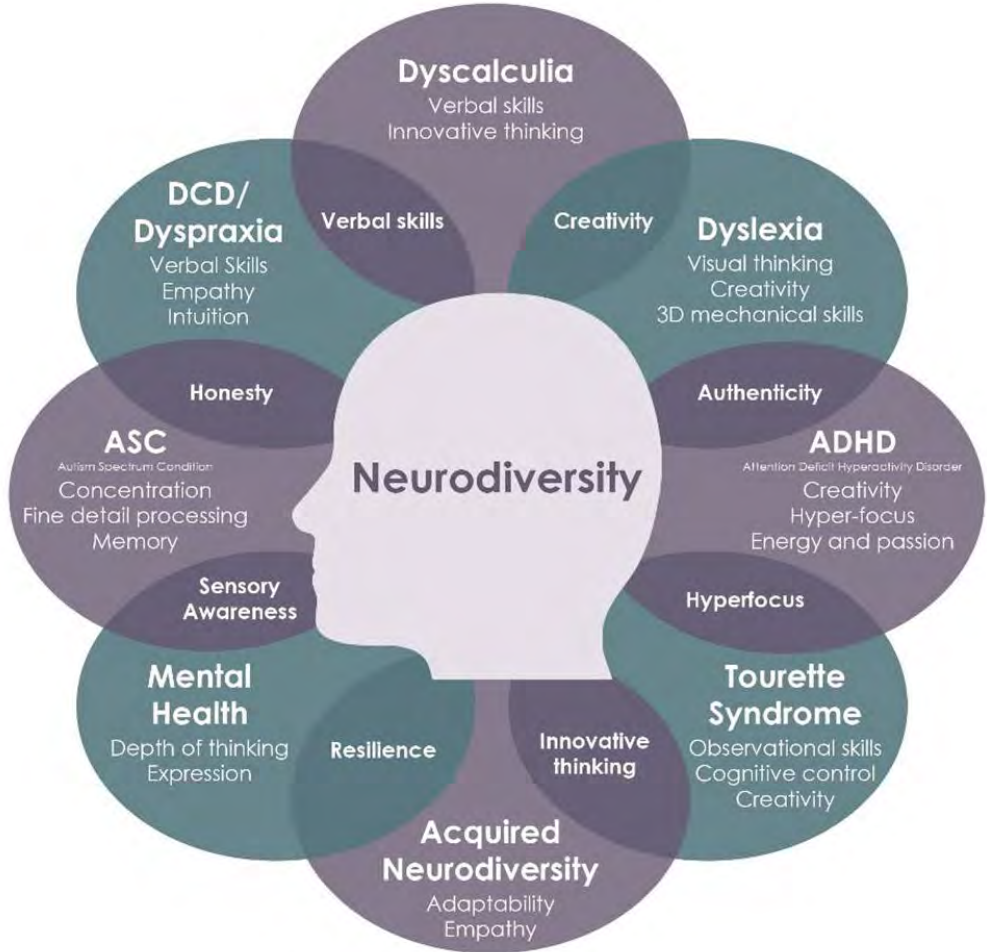 Dyscalculia
Verbal skills
Innovative thinking
DCD/
Dyspraxia
Verbal Skills
Empathy
Intuition
Verbal skills
Creativity
Dyslexia
Visual thinking
Creativity
3D mechanical skills
Honesty
Authenticity
ASC
Autism Spectrum Condition
Concentration
Fine detail processing
Memory
Neurodiversity
ADHD
Attention Deficit Hyperactivity Disorder
Creativity
Hyper-focus
Energy and passion
Sensory
Awareness
Hyperfocus
Mental
Health
Depth of thinking
Expression
Resilience
Innovative
thinking
Tourette
Syndrome
Observational skills
Cognitive control
Creativity
Acquired
Neurodiversity
Adaptability
Empathy